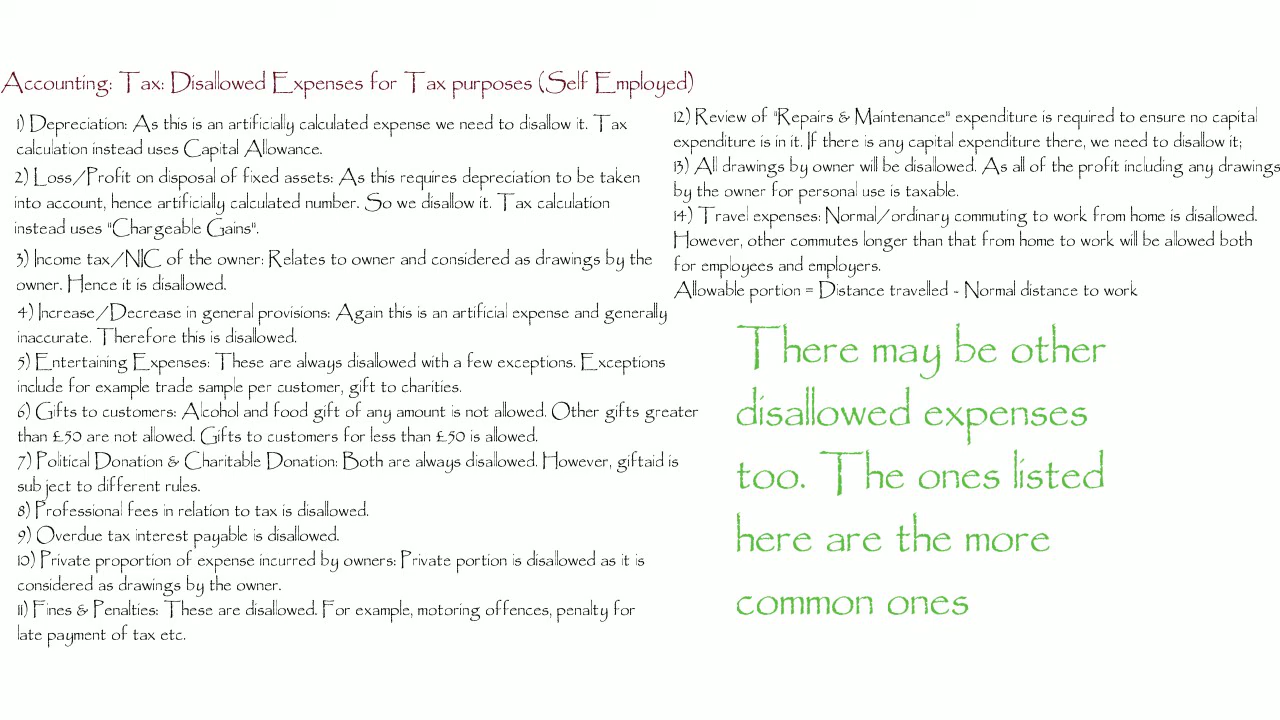 Accounting: Tax: Disallowed Expenses for Tax purposes (Self Employed)
1) Depreciation: As this is an artificially calculated expense we need to disallow it. Tax
calculation instead uses Capital Allowance.
2) Loss/Profit on disposal of fixed assets: As this requires depreciation to be taken
into account, hence artificially calculated number. So we disallow it. Tax calculation
instead uses "Chargeable Gains".
3) Income tax/NIC of the owner: Relates to owner and considered as drawings by the
owner. Hence it is disallowed.
4) Increase/Decrease in general provisions: Again this is an artificial expense and generally
inaccurate. Therefore this is disallowed.
5) Entertaining Expenses: These are always disallowed with a few exceptions. Exceptions
include for example trade sample per customer, gift to charities.
6) Gifts to customers: Alcohol and food gift of any amount is not allowed. Other gifts greater
than £50 are not allowed. Gifts to customers for less than £50 is allowed.
7) Political Donation & Charitable Donation: Both are always disallowed. However, giftaid is
subject to different rules.
8) Professional fees in relation to tax is disallowed.
9) Overdue tax interest payable is disallowed.
10) Private proportion of expense incurred by owners: Private portion is disallowed as it is
considered as drawings by the owner.
11) Fines & Penalties: These are disallowed. For example, motoring offences, penalty for
late payment of tax etc.
12) Review of "Repairs & Maintenance" expenditure is required to ensure no capital
expenditure is in it. If there is any capital expenditure there, we need to disallow it;
13) All drawings by owner will be disallowed. As all of the profit including any drawings
by the owner for personal use is taxable.
14) Travel expenses: Normal/ordinary commuting to work from home is disallowed.
However, other commutes longer than that from home to work will be allowed both
for employees and employers.
Allowable portion = Distance travelled - Normal distance to work
There may be other
disallowed expenses
too. The ones listed
here are the more
common ones